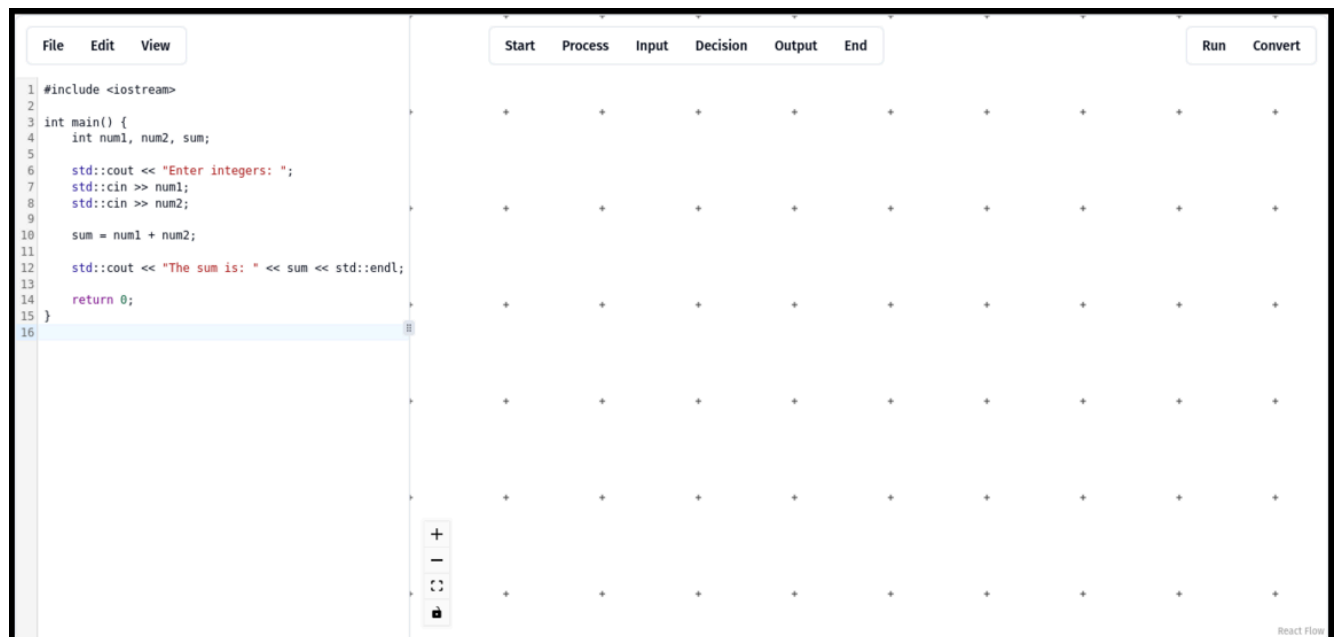 File Edit View
Start Process Input Decision Output End
Run Convert
1 #include <iostream>
2
3 int main() {
4     int num1, num2, sum;
5
6     std::cout << "Enter integers: ";
7     std::cin >> num1;
8     std::cin >> num2;
9
10     sum = num1 + num2;
11
12     std::cout << "The sum is: " << sum << std::endl;
13
14     return 0;
15 }
16
React Flow